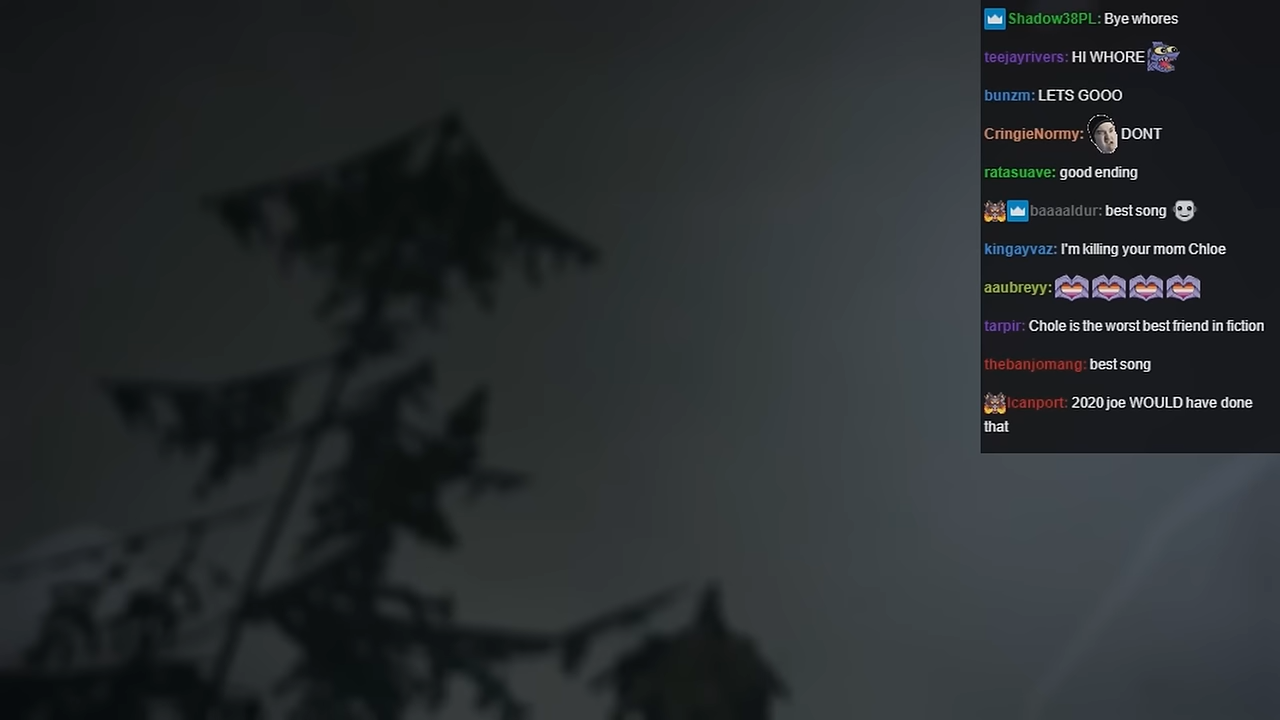 Shadow38PL: Bye whores
teejayrivers: HI WHORE
bunzm: LETS GOOO
CringieNormy: DONT
ratasuave: good ending
baaaaldur: best song
kingayvaz: I'm killing your mom Chloe
aaubreyy:
tarpir: Chole is the worst best friend in fiction
thebanjomang: best song
lcanport: 2020 joe WOULD have done
that